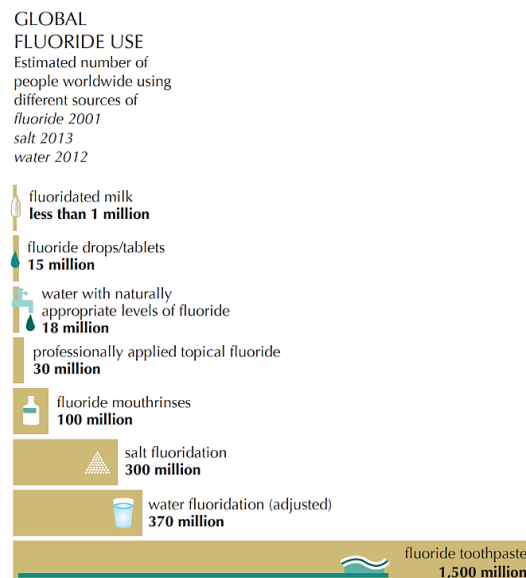 GLOBAL
FLUORIDE USE
Estimated number of
people worldwide using
different sources of
fluoride 2001
salt 2013
water 2012
fluoridated milk
less than 1 million
fluoride drops/tablets
15 million
water with naturally
appropriate levels of fluoride
18 million
professionally applied topical fluoride
30 million
fluoride mouthrinses
100 million
salt fluoridation
300 million
water fluoridation (adjusted)
370 million
fluoride toothpaste
1,500 million